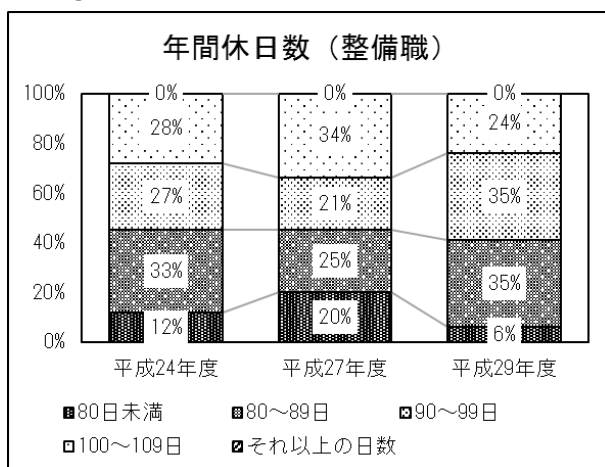 年間休日数（整備職）
100% 0% 0% 0%
28% 34% 24%
80%
60%
27% 21% 35%
40%
33% 25% 35%
20%
12% 20% 6%
0%
平成24年度 平成27年度 平成29年度
80日未満 80～89日 90～99日
100～109日 それ以上の日数